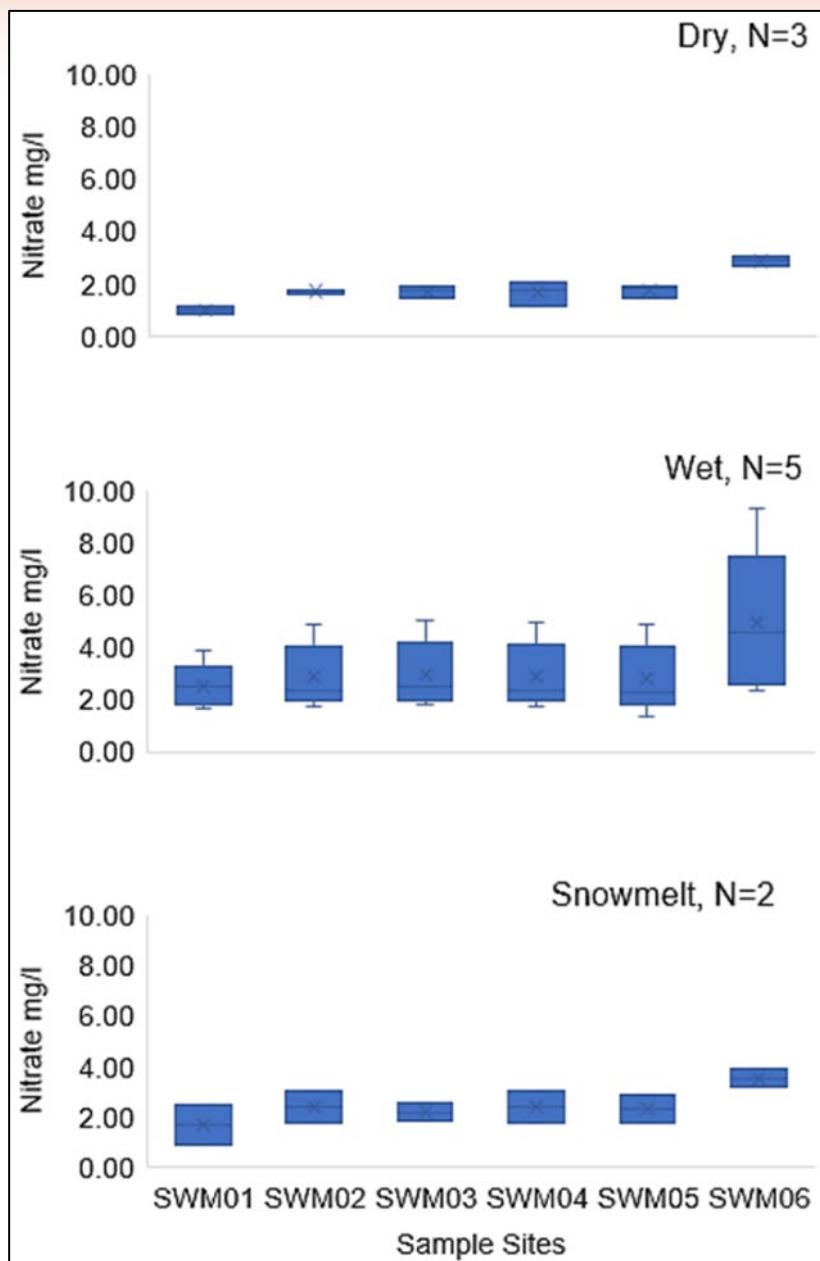 Dry, N=3
Nitrate mg/l
10.00
8.00
6.00
4.00
2.00
0.00
Wet, N=5
Nitrate mg/l
10.00
8.00
6.00
4.00
2.00
0.00
Snowmelt, N=2
Nitrate mg/l
10.00
8.00
6.00
4.00
2.00
0.00
SWM01 SWM02 SWM03 SWM04 SWM05 SWM06
Sample Sites